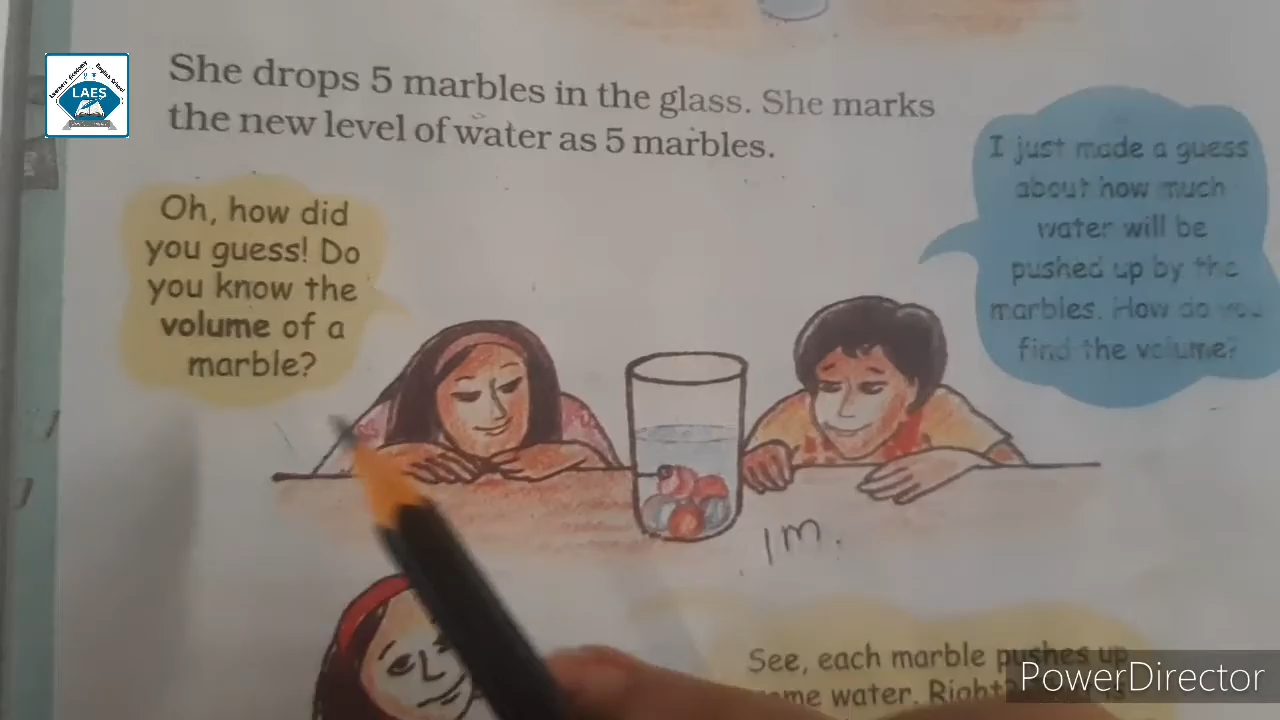 She drops 5 marbles in the glass. She marks
the new level of water as 5 marbles.
LAES
Oh, how did
you guess! Do
you know the
volume of a
marble?
I just made a guess
about how much
water will be
pushed up by the
marbles. How do you
find the volume?
1 m.
See, each marble pushes up
some water. Right?
PowerDirector